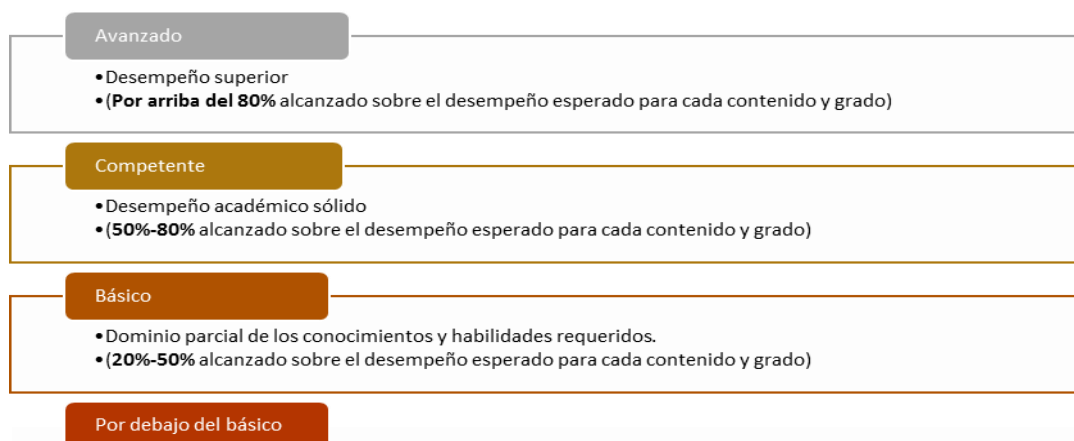 Avanzado
•Desempeño superior
•(Por arriba del 80% alcanzado sobre el desempeño esperado para cada contenido y grado)
Competente
•Desempeño académico sólido
•(50%-80% alcanzado sobre el desempeño esperado para cada contenido y grado)
Básico
•Dominio parcial de los conocimientos y habilidades requeridos.
•(20%-50% alcanzado sobre el desempeño esperado para cada contenido y grado)
Por debajo del básico